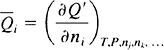 \overline{Q}_i = \left( \frac{\partial Q'}{\partial n_i} \right)_{T,P,n_j,n_k,\ldots}